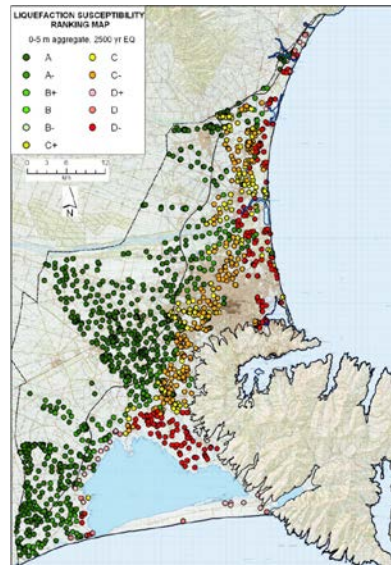 LIQUEFACTION SUSCEPTIBILITY
RANKING MAP
0-5 m aggregate, 2500 yr EQ
A
A-
B+
B
B-
C+
C
C-
D+
D
D-
0 3 6 12
N